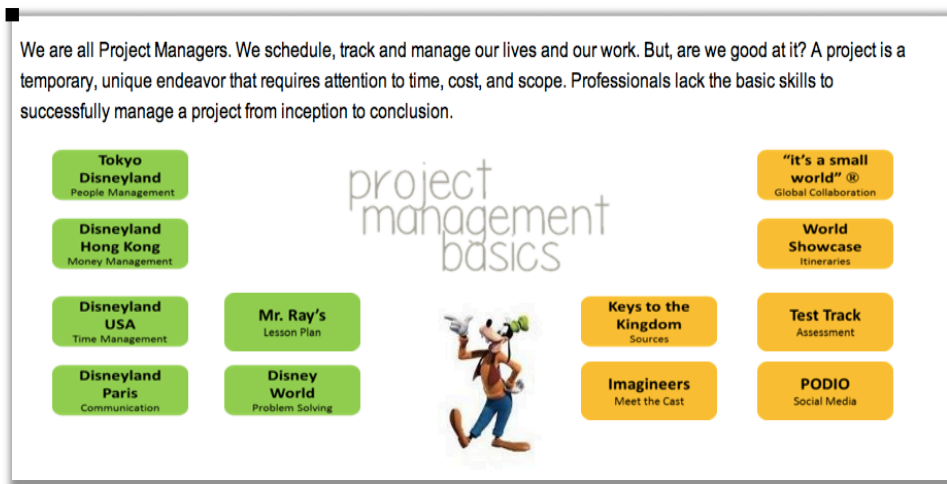 We are all Project Managers. We schedule, track and manage our lives and our work. But, are we good at it? A project is a
temporary, unique endeavor that requires attention to time, cost, and scope. Professionals lack the basic skills to
successfully manage a project from inception to conclusion.
Tokyo
Disneyland
People Management
Disneyland
Hong Kong
Money Management
Disneyland
USA
Time Management
Disneyland
Paris
Communication
Mr. Ray's
Lesson Plan
Disney
World
Problem Solving
project
management
basics
Keys to the
Kingdom
Sources
Imagineers
Meet the Cast
"it's a small
world" ®
Global Collaboration
World
Showcase
Itineraries
Test Track
Assessment
PODIO
Social Media